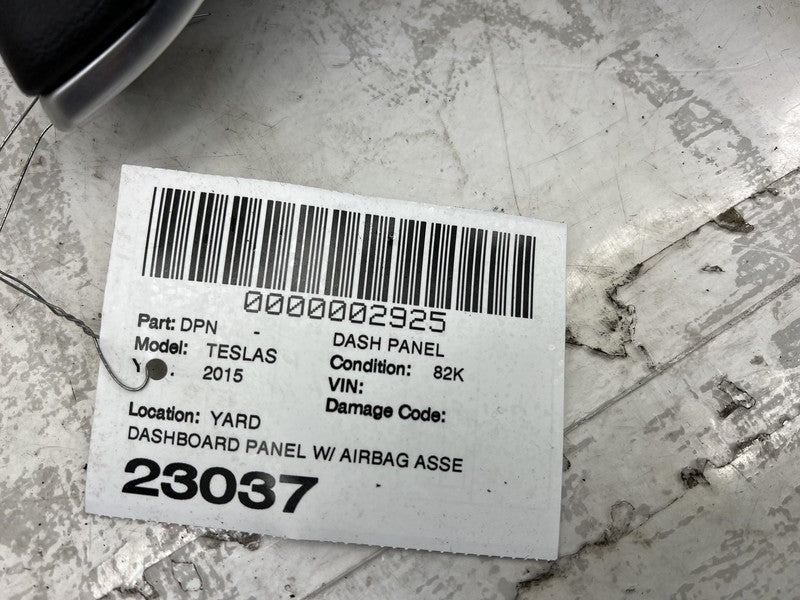 0000002925
Part: DPN - DASH PANEL
Model: TESLAS Condition: 82K
2015 VIN:
Damage Code:
Location: YARD
DASHBOARD PANEL W/ AIRBAG ASSE
23037